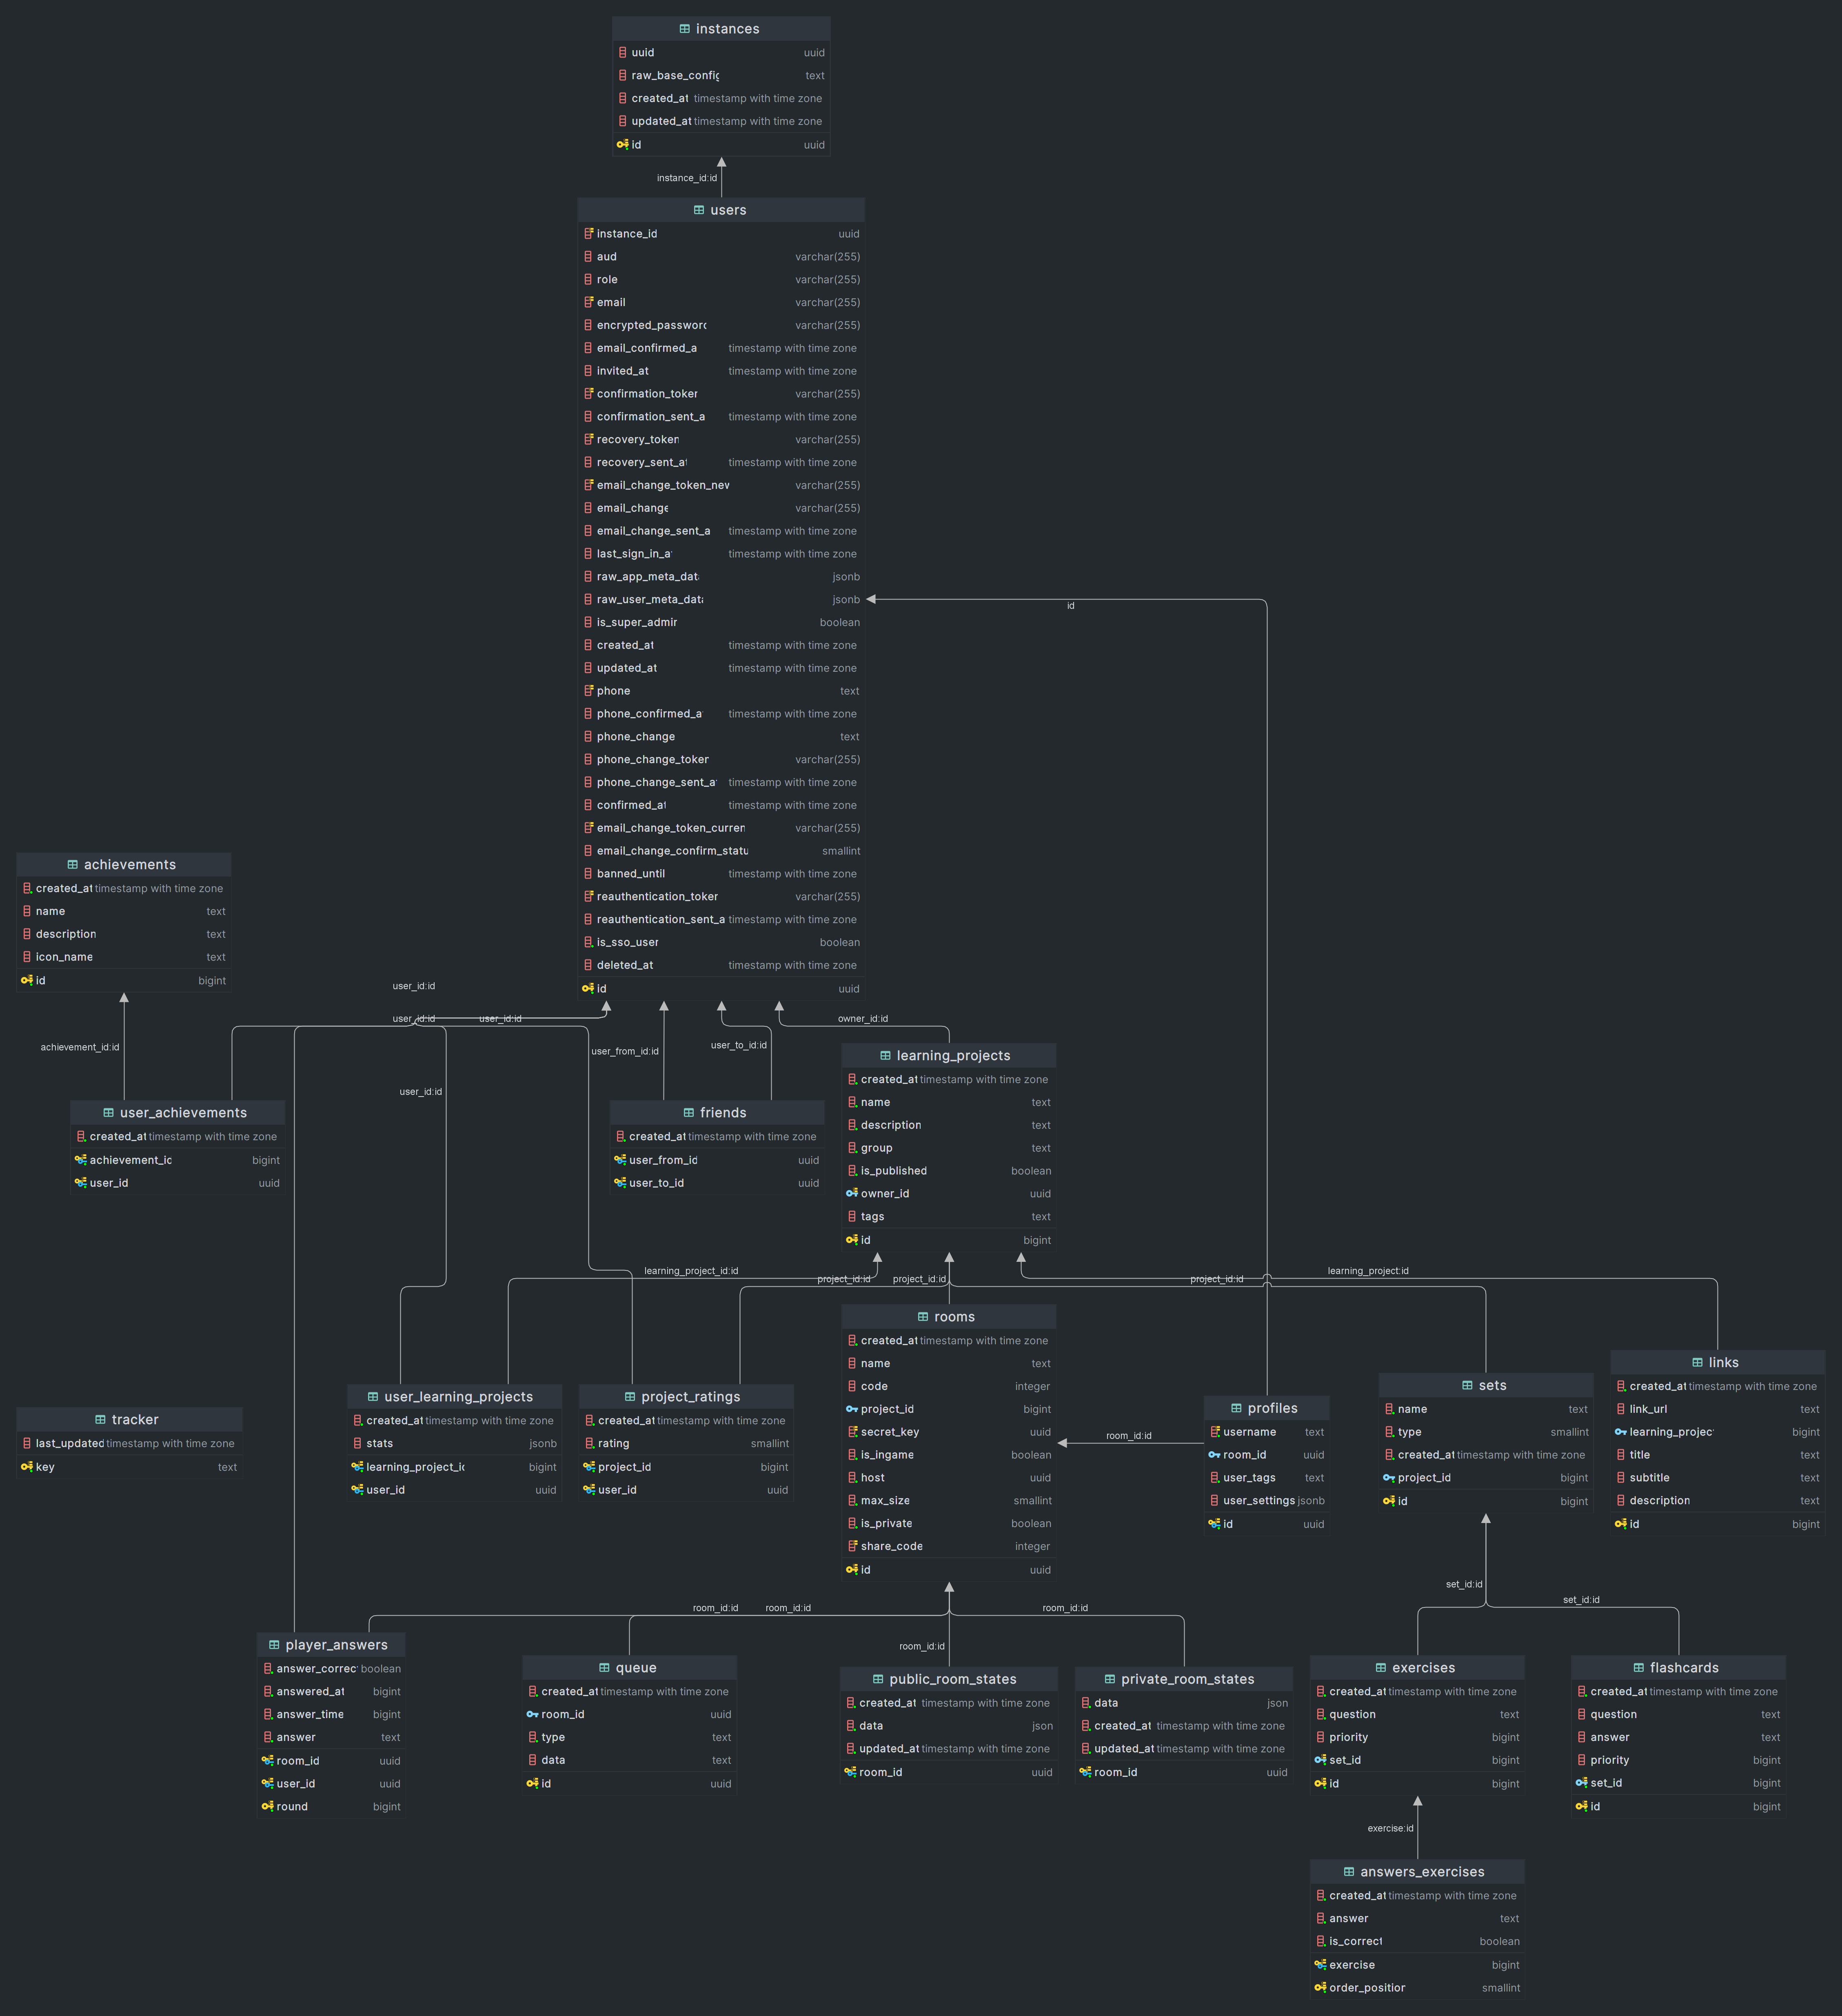 instances
uuid uuid
raw_base_config text
created_at timestamp with time zone
updated_at timestamp with time zone
id uuid
instance_id:id
users
instance_id uuid
aud varchar(255)
role varchar(255)
email varchar(255)
encrypted_password varchar(255)
email_confirmed_a timestamp with time zone
invited_at timestamp with time zone
confirmation_token varchar(255)
confirmation_sent_a timestamp with time zone
recovery_token varchar(255)
recovery_sent_at timestamp with time zone
email_change_token_new varchar(255)
email_change varchar(255)
email_change_sent_a timestamp with time zone
last_sign_in_a timestamp with time zone
raw_app_meta_data jsonb
raw_user_meta_data jsonb
is_super_admin boolean
created_at timestamp with time zone
updated_at timestamp with time zone
phone text
phone_confirmed_a timestamp with time zone
phone_change text
phone_change_token varchar(255)
phone_change_sent_a timestamp with time zone
confirmed_at timestamp with time zone
email_change_token_curren varchar(255)
email_change_confirm_statu smallint
banned_until timestamp with time zone
reauthentication_token varchar(255)
reauthentication_sent_a timestamp with time zone
is_sso_user boolean
deleted_at timestamp with time zone
id uuid
id
achievements
created_at timestamp with time zone
name text
description text
icon_name text
id bigint
achievement_id:id
user_id:id
user_id:id
user_id:id
user_id:id
user_from_id:id
user_to_id:id
owner_id:id
user_achievements
created_at timestamp with time zone
achievement_id bigint
user_id uuid
friends
created_at timestamp with time zone
user_from_id uuid
user_to_id uuid
learning_projects
created_at timestamp with time zone
name text
description text
group text
is_published boolean
owner_id uuid
tags text
id bigint
learning_project_id:id
project_id:id
project_id:id
project_id:id
learning_project:id
tracker
last_updated timestamp with time zone
key text
user_learning_projects
created_at timestamp with time zone
stats jsonb
learning_project_id bigint
user_id uuid
project_ratings
created_at timestamp with time zone
rating smallint
project_id bigint
user_id uuid
rooms
created_at timestamp with time zone
name text
code integer
project_id bigint
secret_key uuid
is_ingame boolean
host uuid
max_size smallint
is_private boolean
share_code integer
id uuid
room_id:id
profiles
username text
room_id uuid
user_tags text
user_settings jsonb
id uuid
sets
name text
type smallint
created_at timestamp with time zone
project_id bigint
id bigint
links
created_at timestamp with time zone
link_url text
learning_projec bigint
title text
subtitle text
description text
id bigint
room_id:id
room_id:id
room_id:id
room_id:id
set_id:id
set_id:id
player_answers
answer_correc boolean
answered_at bigint
answer_time bigint
answer text
room_id uuid
user_id uuid
round bigint
queue
created_at timestamp with time zone
room_id uuid
type text
data text
id uuid
public_room_states
created_at timestamp with time zone
data json
updated_at timestamp with time zone
room_id uuid
private_room_states
data json
created_at timestamp with time zone
updated_at timestamp with time zone
room_id uuid
exercises
created_at timestamp with time zone
question text
priority bigint
set_id bigint
id bigint
flashcards
created_at timestamp with time zone
question text
answer text
priority bigint
set_id bigint
id bigint
exercise:id
answers_exercises
created_at timestamp with time zone
answer text
is_correct boolean
exercise bigint
order_position smallint